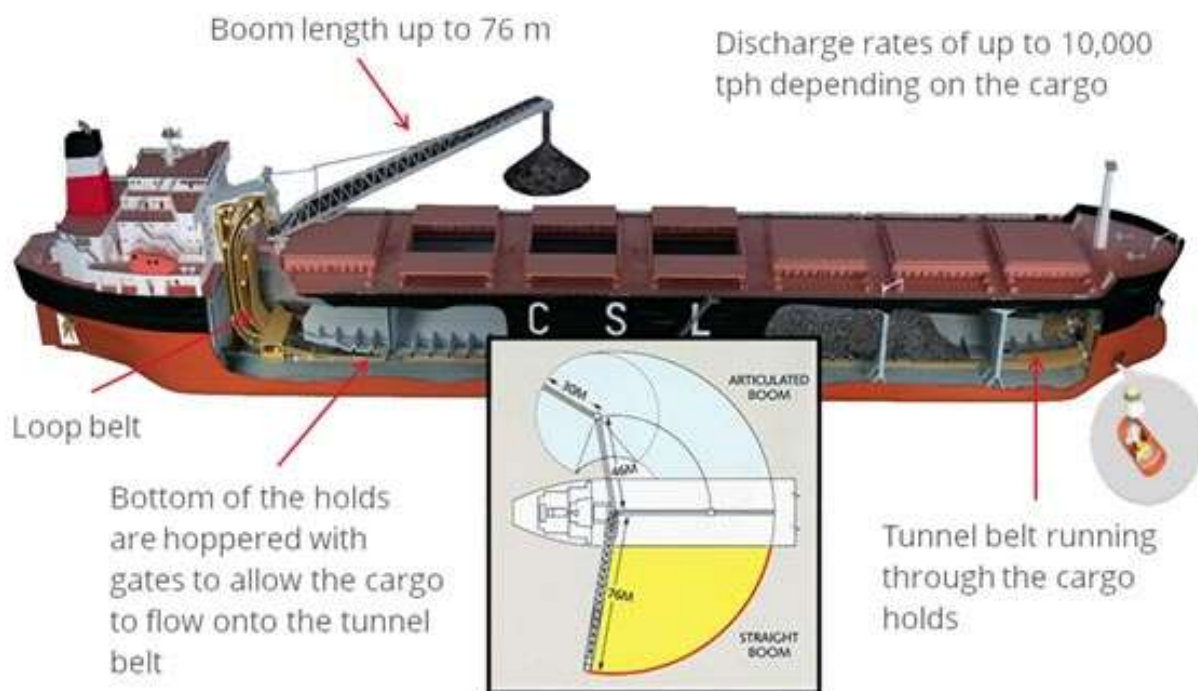 Boom length up to 76 m
Discharge rates of up to 10,000
tph depending on the cargo
C S L
Loop belt
Bottom of the holds
are hoppered with
gates to allow the cargo
to flow onto the tunnel
belt
30M
ARTICULATED
BOOM
46M
76M
STRAIGHT
BOOM
Tunnel belt running
through the cargo
holds